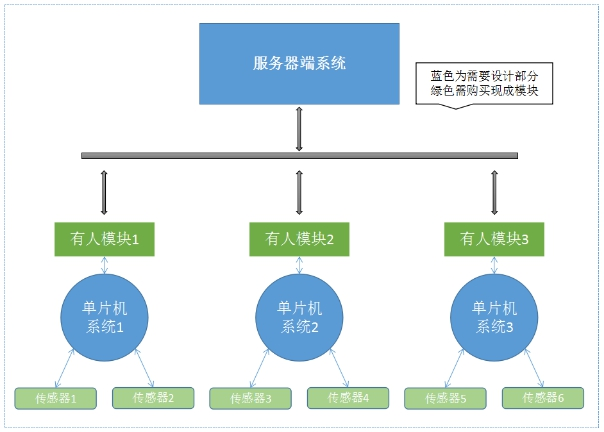 服务器端系统
蓝色为需要设计部分
绿色需购买现成模块
有人模块1
有人模块2
有人模块3
单片机
系统1
单片机
系统2
单片机
系统3
传感器1
传感器2
传感器3
传感器4
传感器5
传感器6